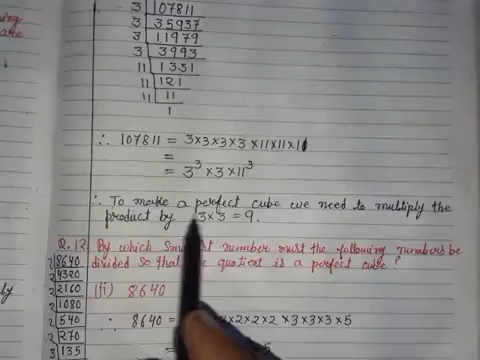 ing
are
3 107811
3 35937
3 11979
3 3993
11 1331
11 121
11 11
1
∴ 107811 = 3×3×3×3×11×11×11
=
= 3³ × 3 × 11³
∴ To make a perfect cube we need to multiply the
product by 3×3 = 9.
Q.12 By which number must the following numbers be
divided so that quotient is a perfect cube?
(ii) 8640
∴ 8640 = ×2×2×2 × 3×3×3 ×5
=
2 8640
2 4320
2 2160
2 1080
2 540
2 270
3 135
by